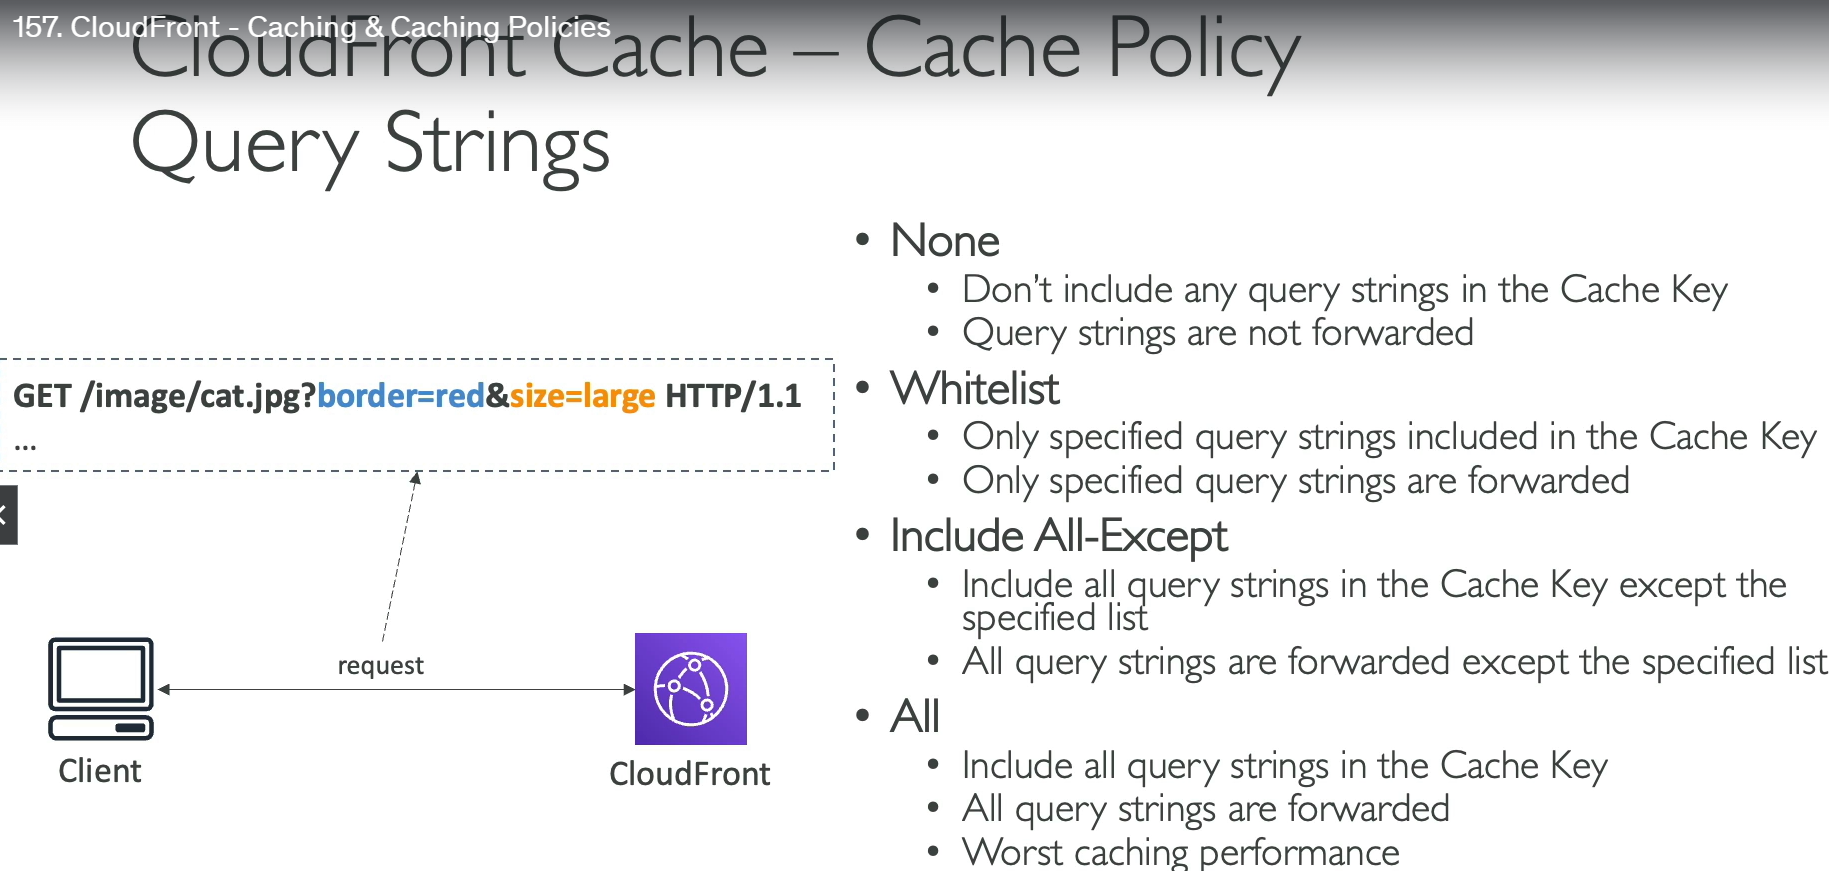 157. CloudFront - Caching & Caching Policies
CloudFront Cache – Cache Policy
Query Strings
GET /image/cat.jpg?border=red&size=large HTTP/1.1
...
request
Client
CloudFront
• None
• Don't include any query strings in the Cache Key
• Query strings are not forwarded
• Whitelist
• Only specified query strings included in the Cache Key
• Only specified query strings are forwarded
• Include All-Except
• Include all query strings in the Cache Key except the
specified list
• All query strings are forwarded except the specified list
• All
• Include all query strings in the Cache Key
• All query strings are forwarded
• Worst caching performance